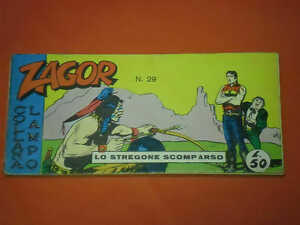 ZAGOR
N. 29
COLLANA
LAMPO
LO STREGONE SCOMPARSO
£ 50